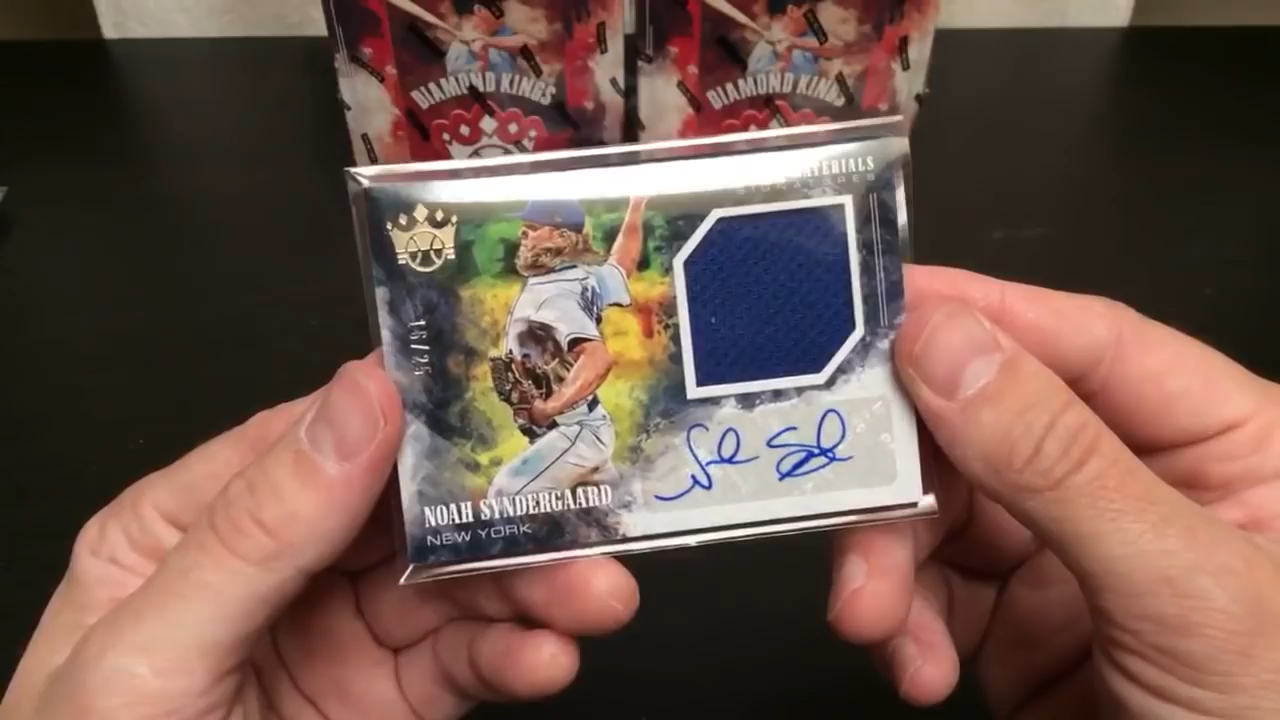 DIAMOND KINGS
DIAMOND KINGS
MATERIALS
SIGNATURES
16/25
NOAH SYNDERGAARD
NEW YORK